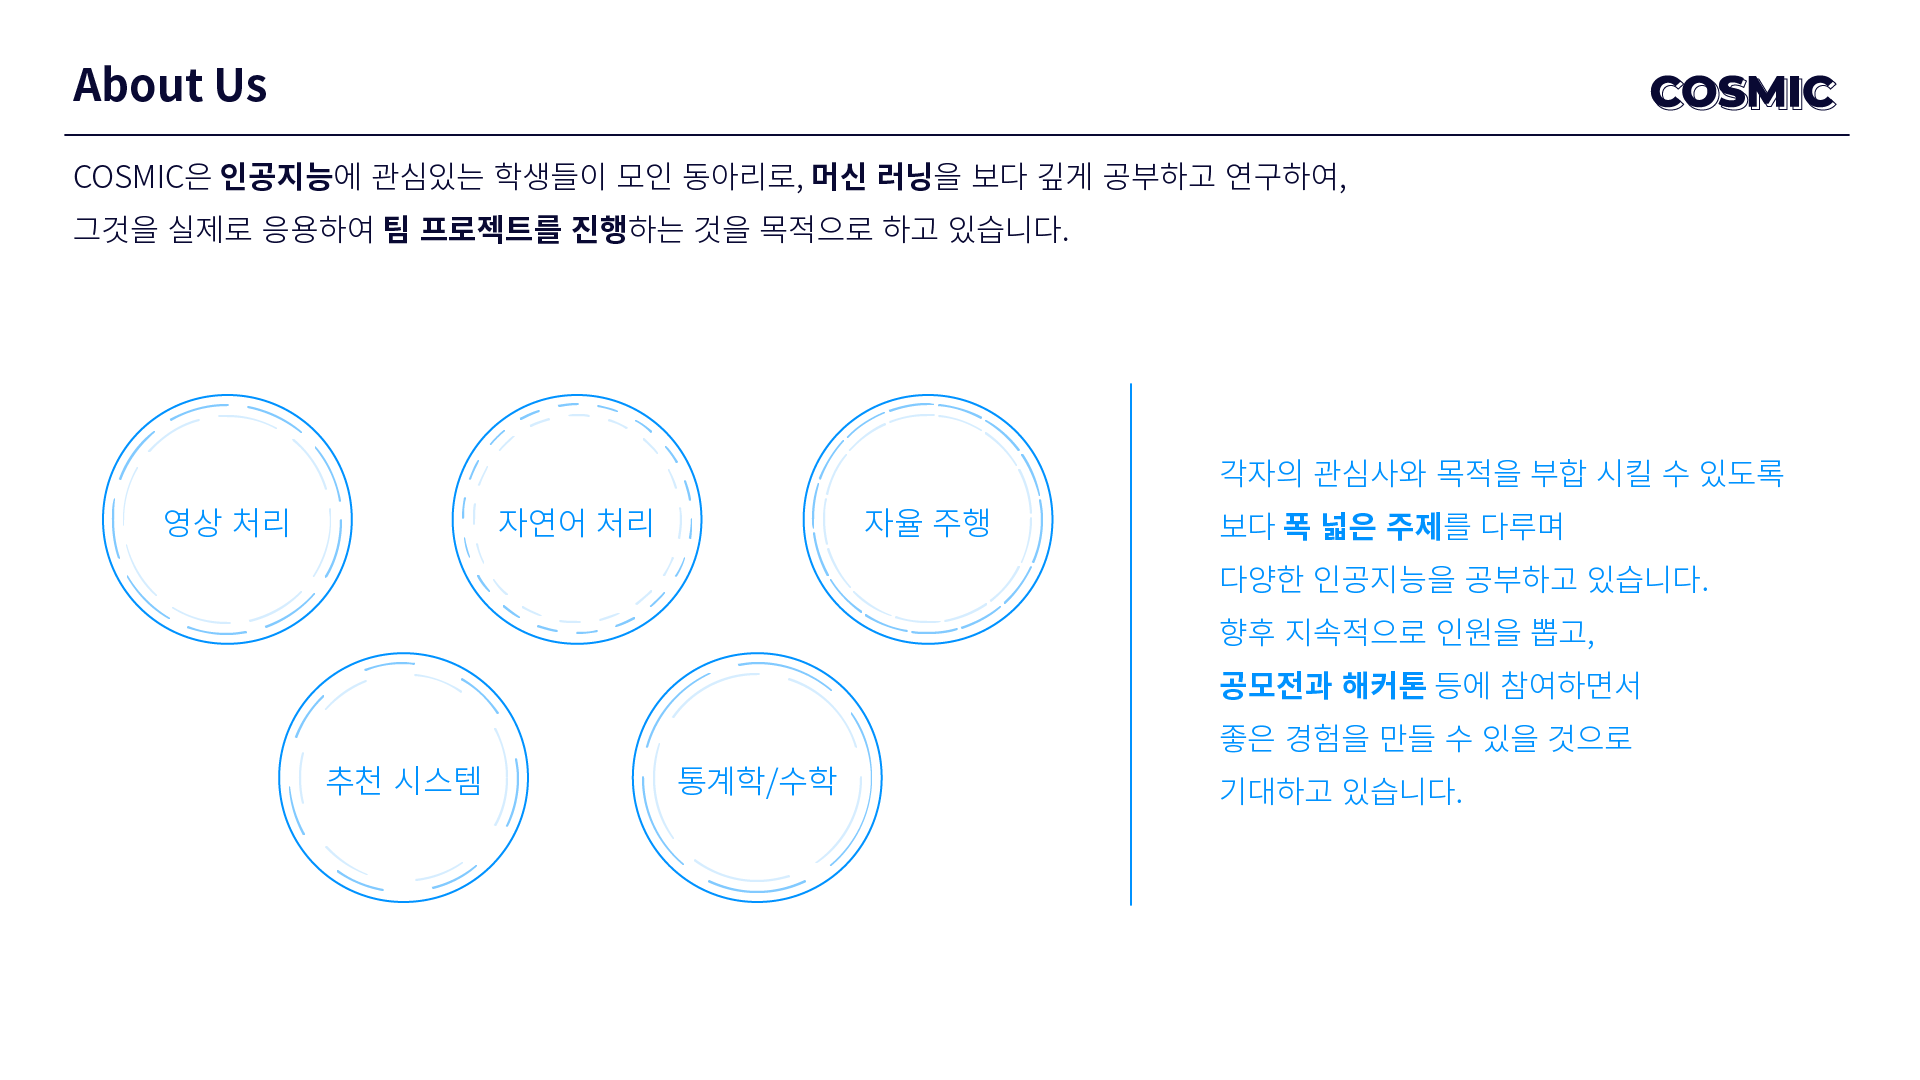 About Us
COSMIC
COSMIC은 인공지능에 관심있는 학생들이 모인 동아리로, 머신 러닝을 보다 깊게 공부하고 연구하여,
그것을 실제로 응용하여 팀 프로젝트를 진행하는 것을 목적으로 하고 있습니다.
영상 처리
자연어 처리
자율 주행
추천 시스템
통계학/수학
각자의 관심사와 목적을 부합 시킬 수 있도록
보다 폭 넓은 주제를 다루며
다양한 인공지능을 공부하고 있습니다.
향후 지속적으로 인원을 뽑고,
공모전과 해커톤 등에 참여하면서
좋은 경험을 만들 수 있을 것으로
기대하고 있습니다.